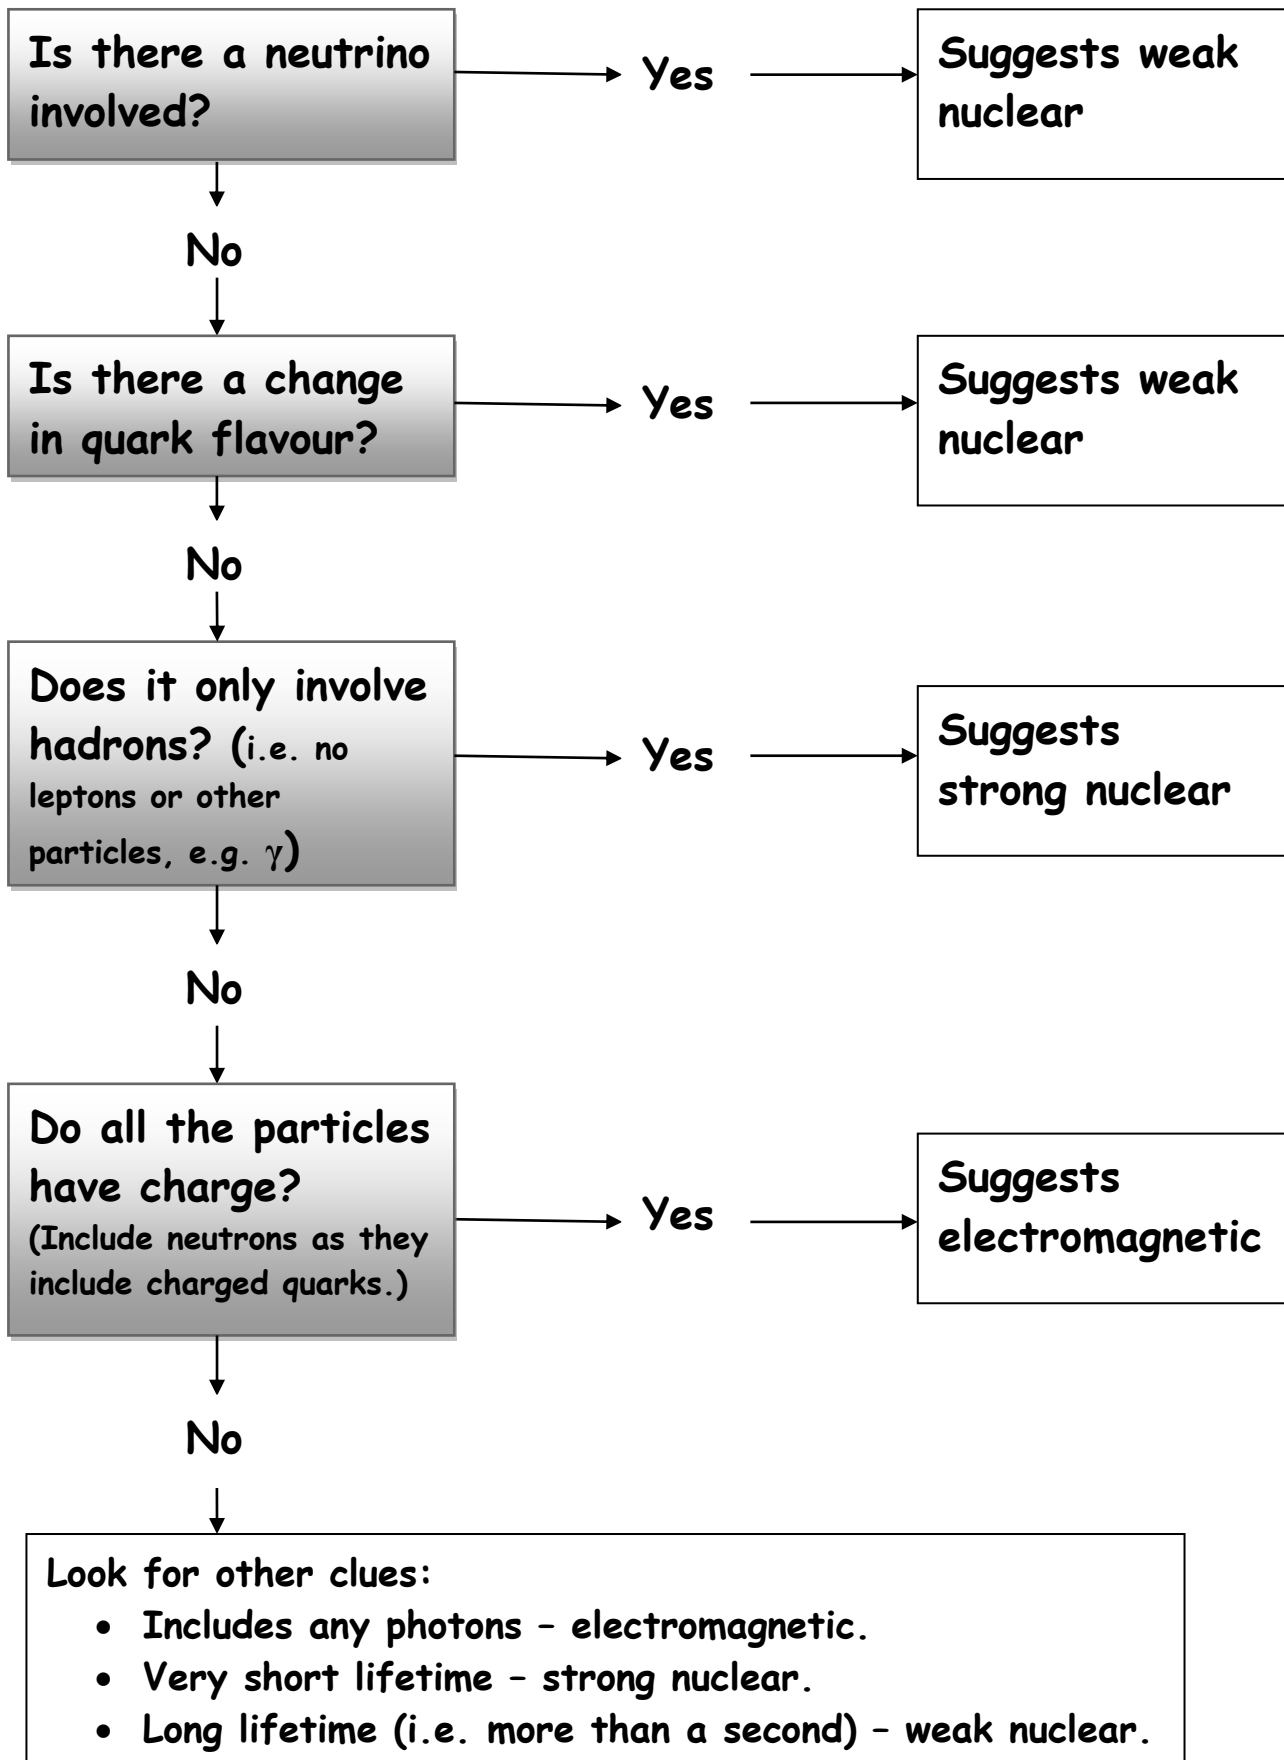 Is there a neutrino
involved?
Yes
Suggests weak
nuclear
No
Is there a change
in quark flavour?
Yes
Suggests weak
nuclear
No
Does it only involve
hadrons? (i.e. no
leptons or other
particles, e.g. γ)
Yes
Suggests
strong nuclear
No
Do all the particles
have charge?
(Include neutrons as they
include charged quarks.)
Yes
Suggests
electromagnetic
No
Look for other clues:
• Includes any photons – electromagnetic.
• Very short lifetime – strong nuclear.
• Long lifetime (i.e. more than a second) – weak nuclear.